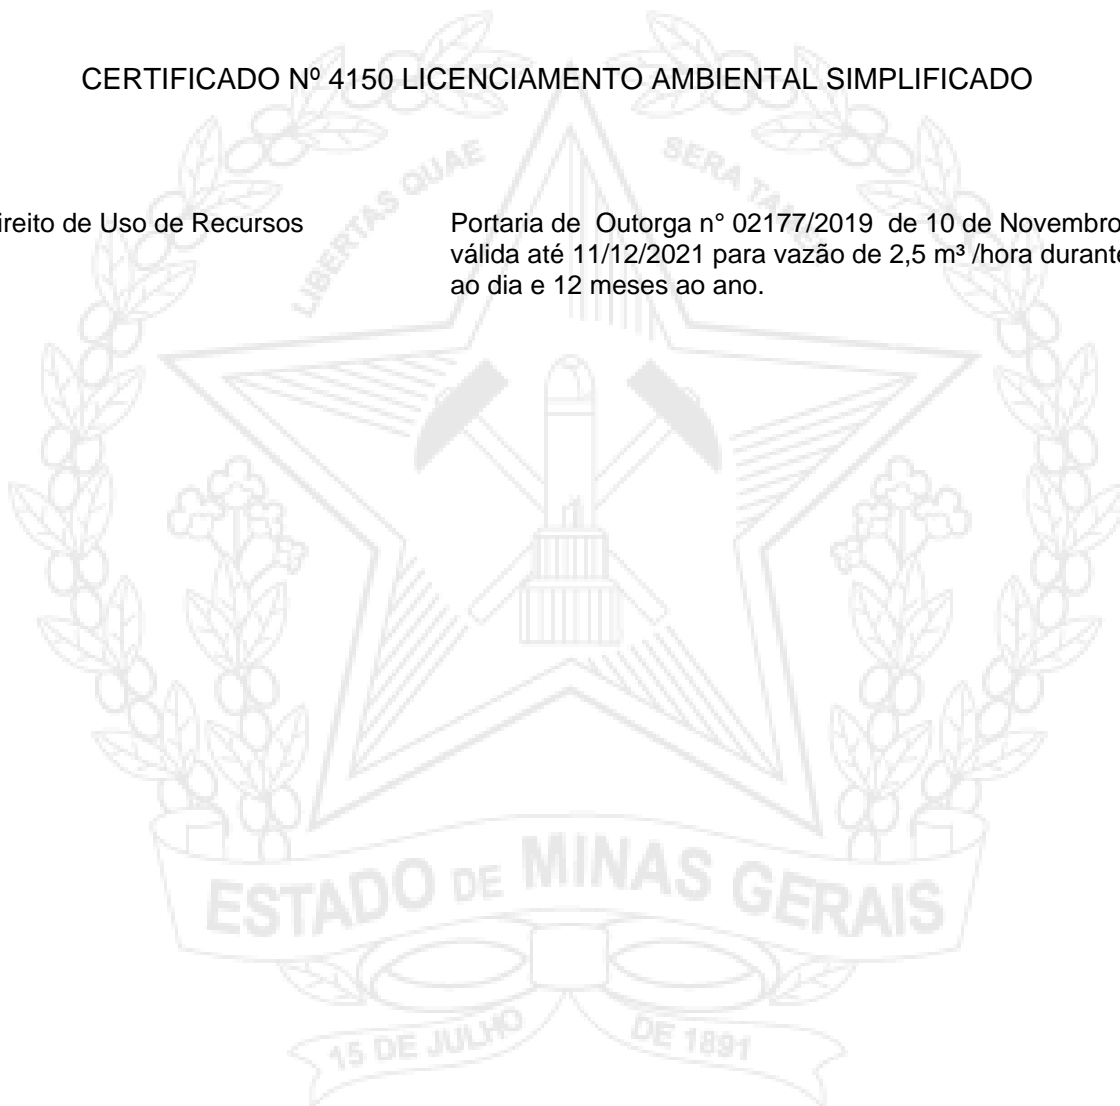 CERTIFICADO Nº 4150 LICENCIAMENTO AMBIENTAL SIMPLIFICADO
LIBERTAS QUAE SERA TAMEN
ireito de Uso de Recursos
Portaria de Outorga n° 02177/2019 de 10 de Novembro
válida até 11/12/2021 para vazão de 2,5 m³ /hora durante
ao dia e 12 meses ao ano.
ESTADO DE MINAS GERAIS
15 DE JULHO DE 1891